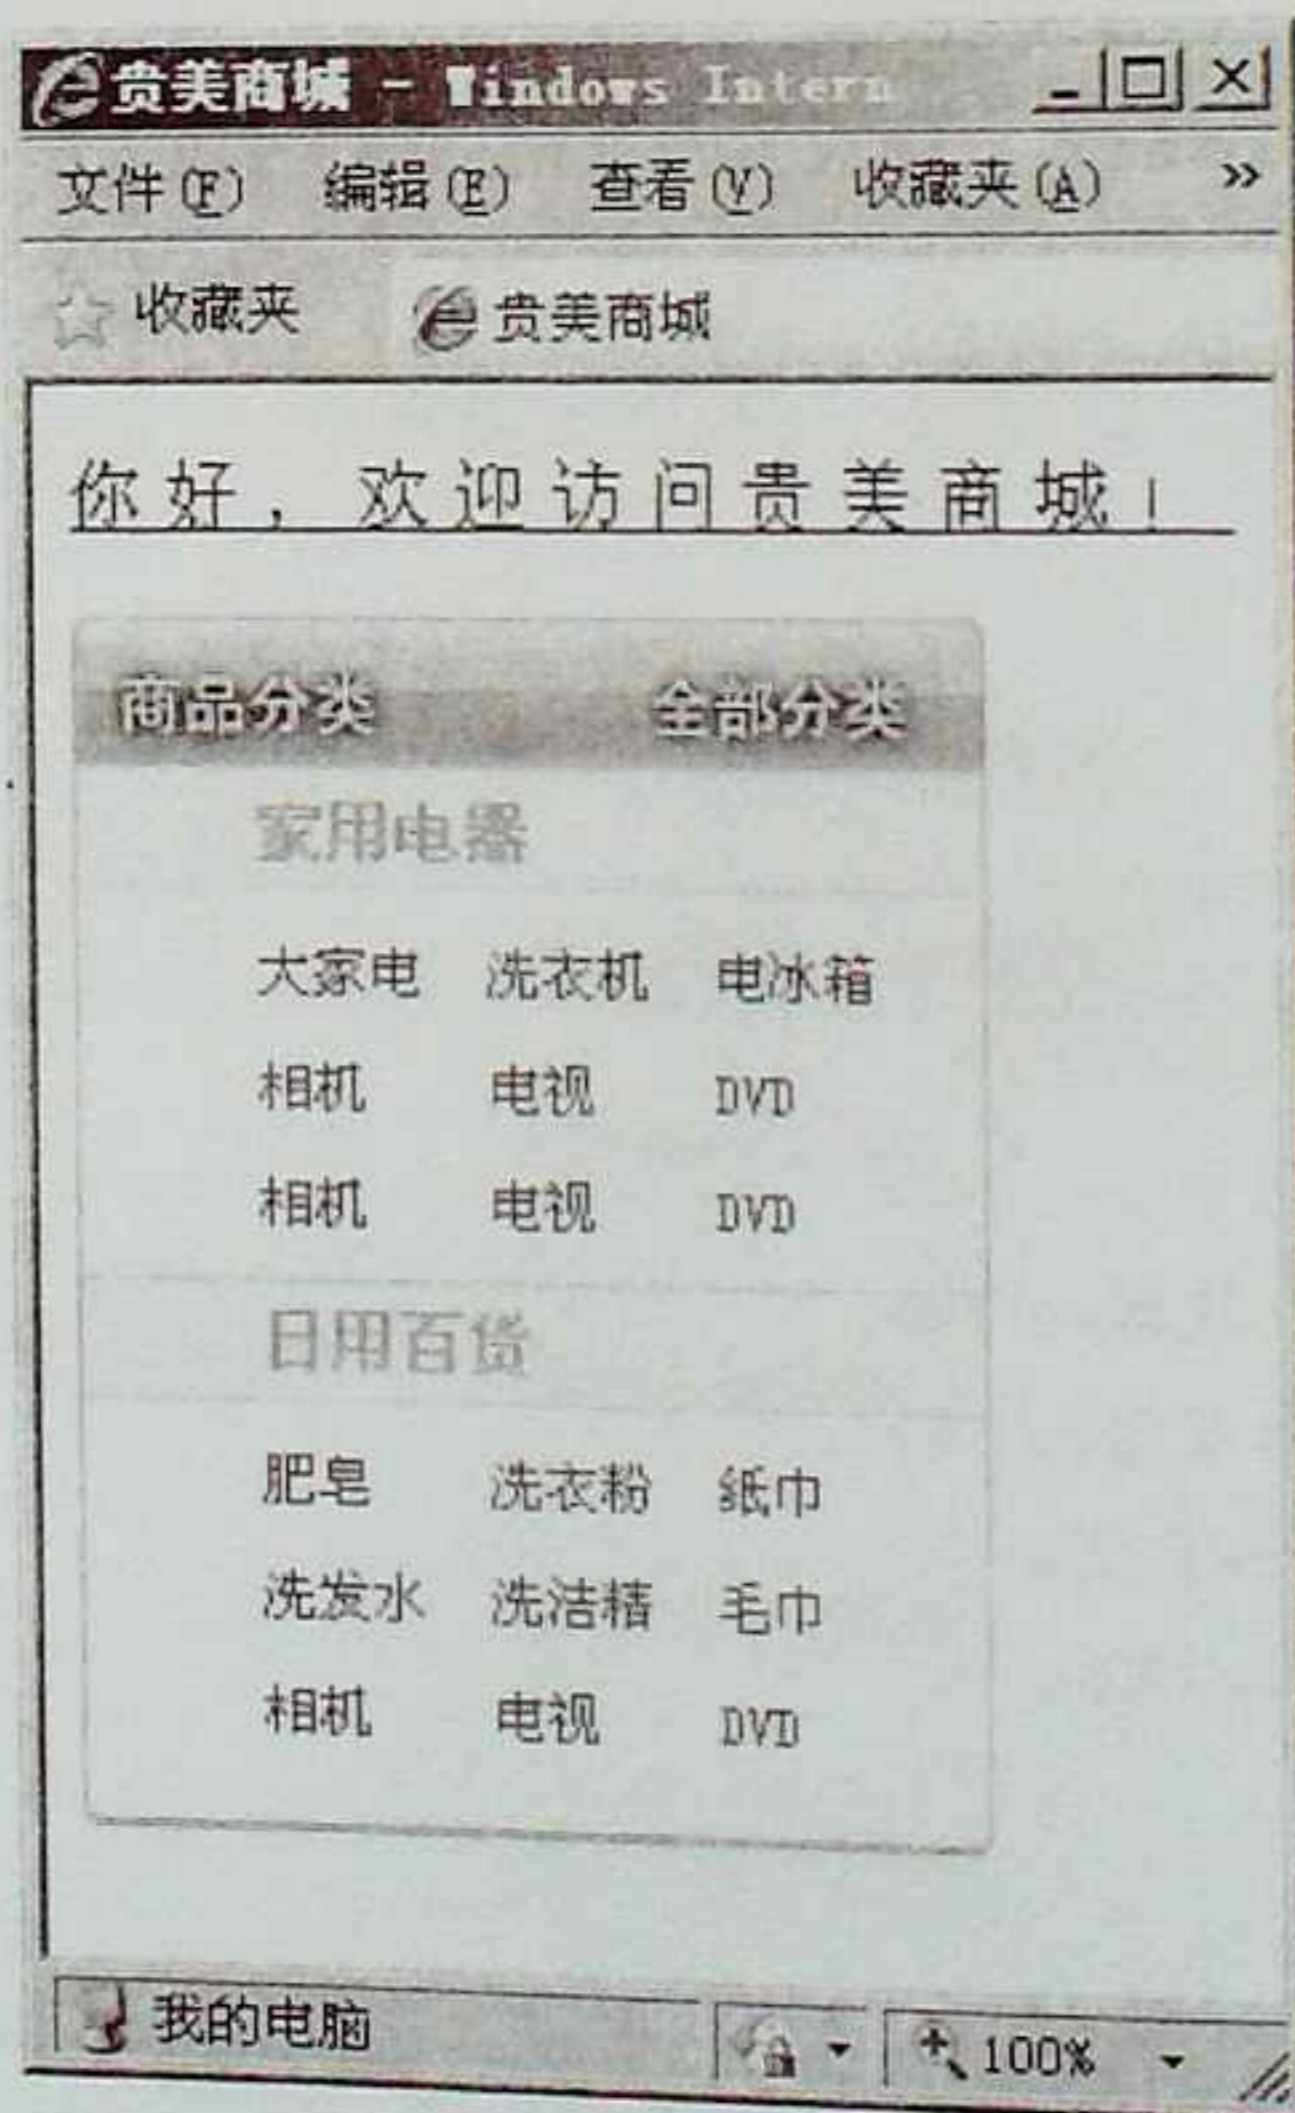 贵美商城 - Windows Intern
文件(F) 编辑(E) 查看(V) 收藏夹(A) »
收藏夹 贵美商城
你好，欢迎访问贵美商城！
商品分类 全部分类
家用电器
大家电 洗衣机 电冰箱
相机 电视 DVD
相机 电视 DVD
日用百货
肥皂 洗衣粉 纸巾
洗发水 洗洁精 毛巾
相机 电视 DVD
我的电脑 100%